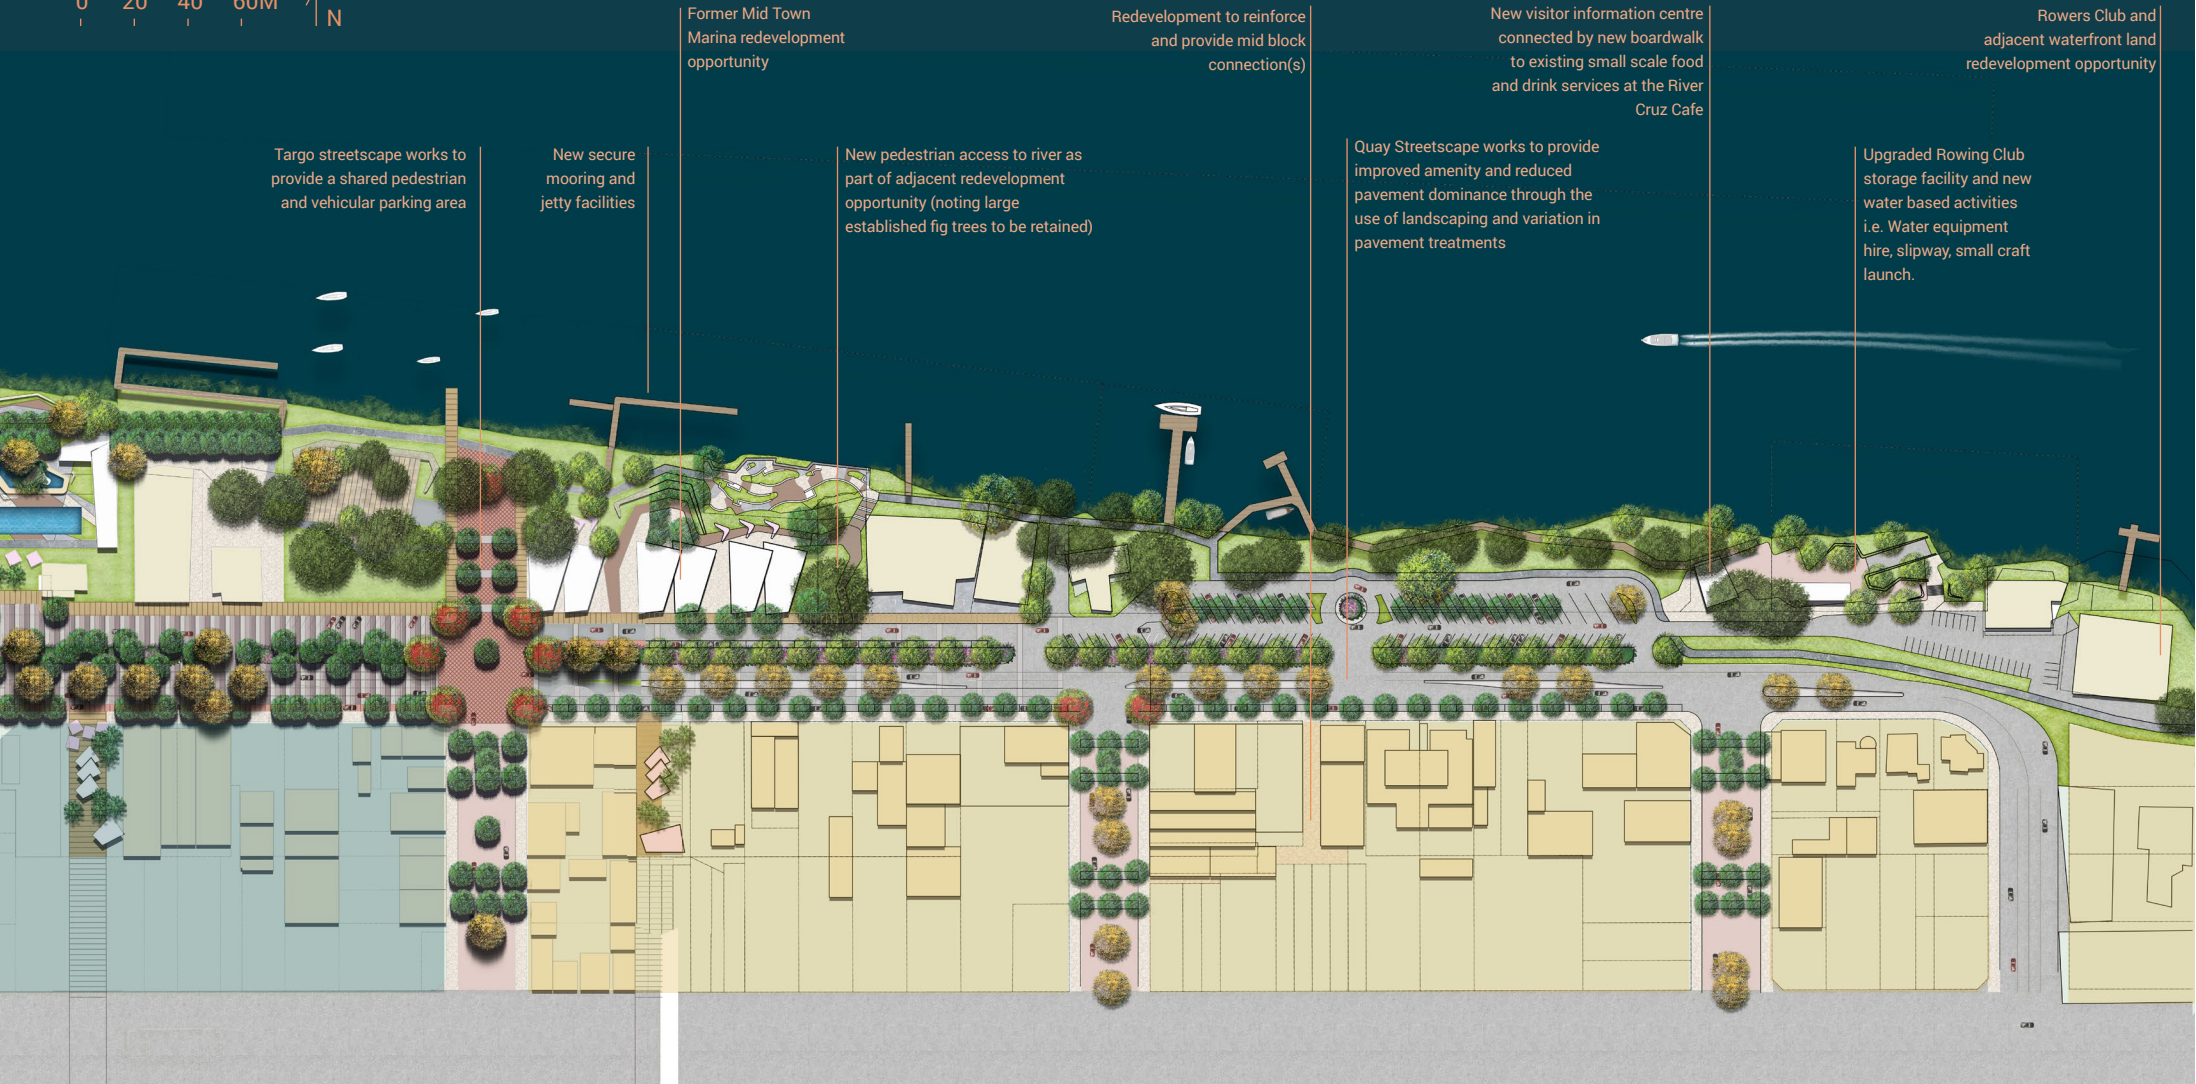 0 20 40 60M
N
Former Mid Town
Marina redevelopment
opportunity
Redevelopment to reinforce
and provide mid block
connection(s)
New visitor information centre
connected by new boardwalk
to existing small scale food
and drink services at the River
Cruz Cafe
Rowers Club and
adjacent waterfront land
redevelopment opportunity
Targo streetscape works to
provide a shared pedestrian
and vehicular parking area
New secure
mooring and
jetty facilities
New pedestrian access to river as
part of adjacent redevelopment
opportunity (noting large
established fig trees to be retained)
Quay Streetscape works to provide
improved amenity and reduced
pavement dominance through the
use of landscaping and variation in
pavement treatments
Upgraded Rowing Club
storage facility and new
water based activities
i.e. Water equipment
hire, slipway, small craft
launch.